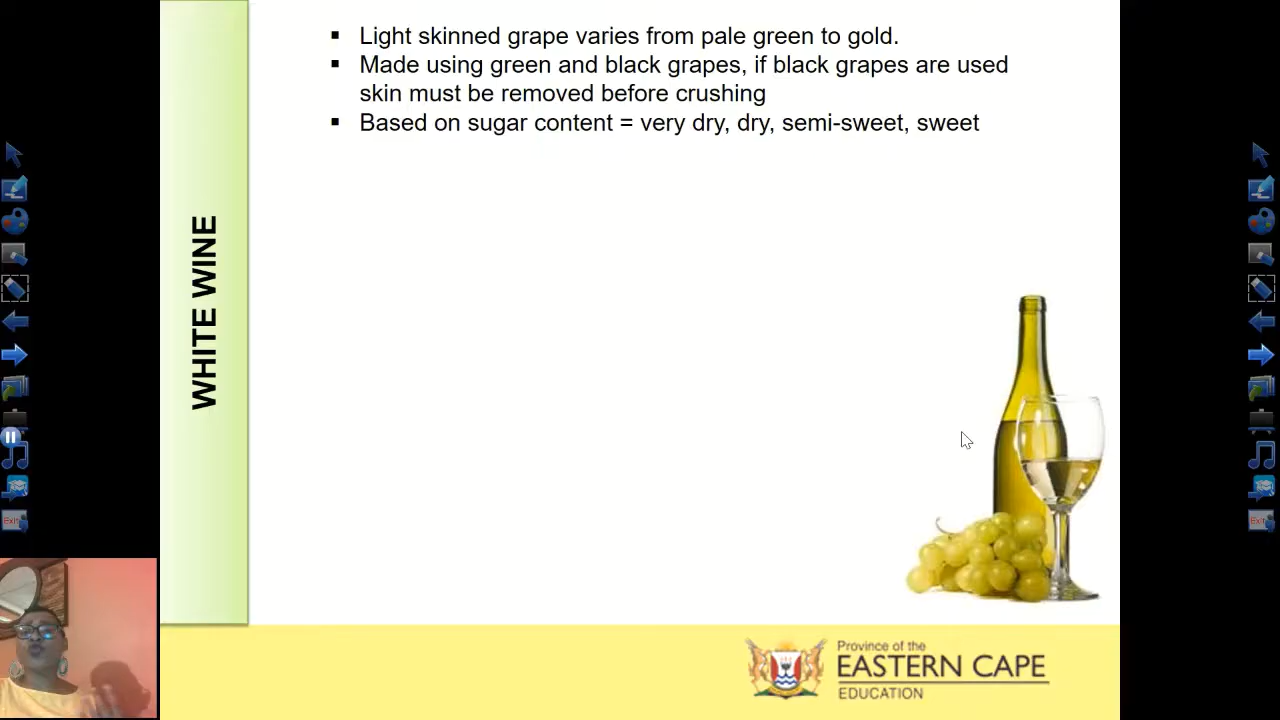 Light skinned grape varies from pale green to gold.
Made using green and black grapes, if black grapes are used
skin must be removed before crushing
Based on sugar content = very dry, dry, semi-sweet, sweet
WHITE WINE
Province of the
EASTERN CAPE
EDUCATION
Exit
Exit